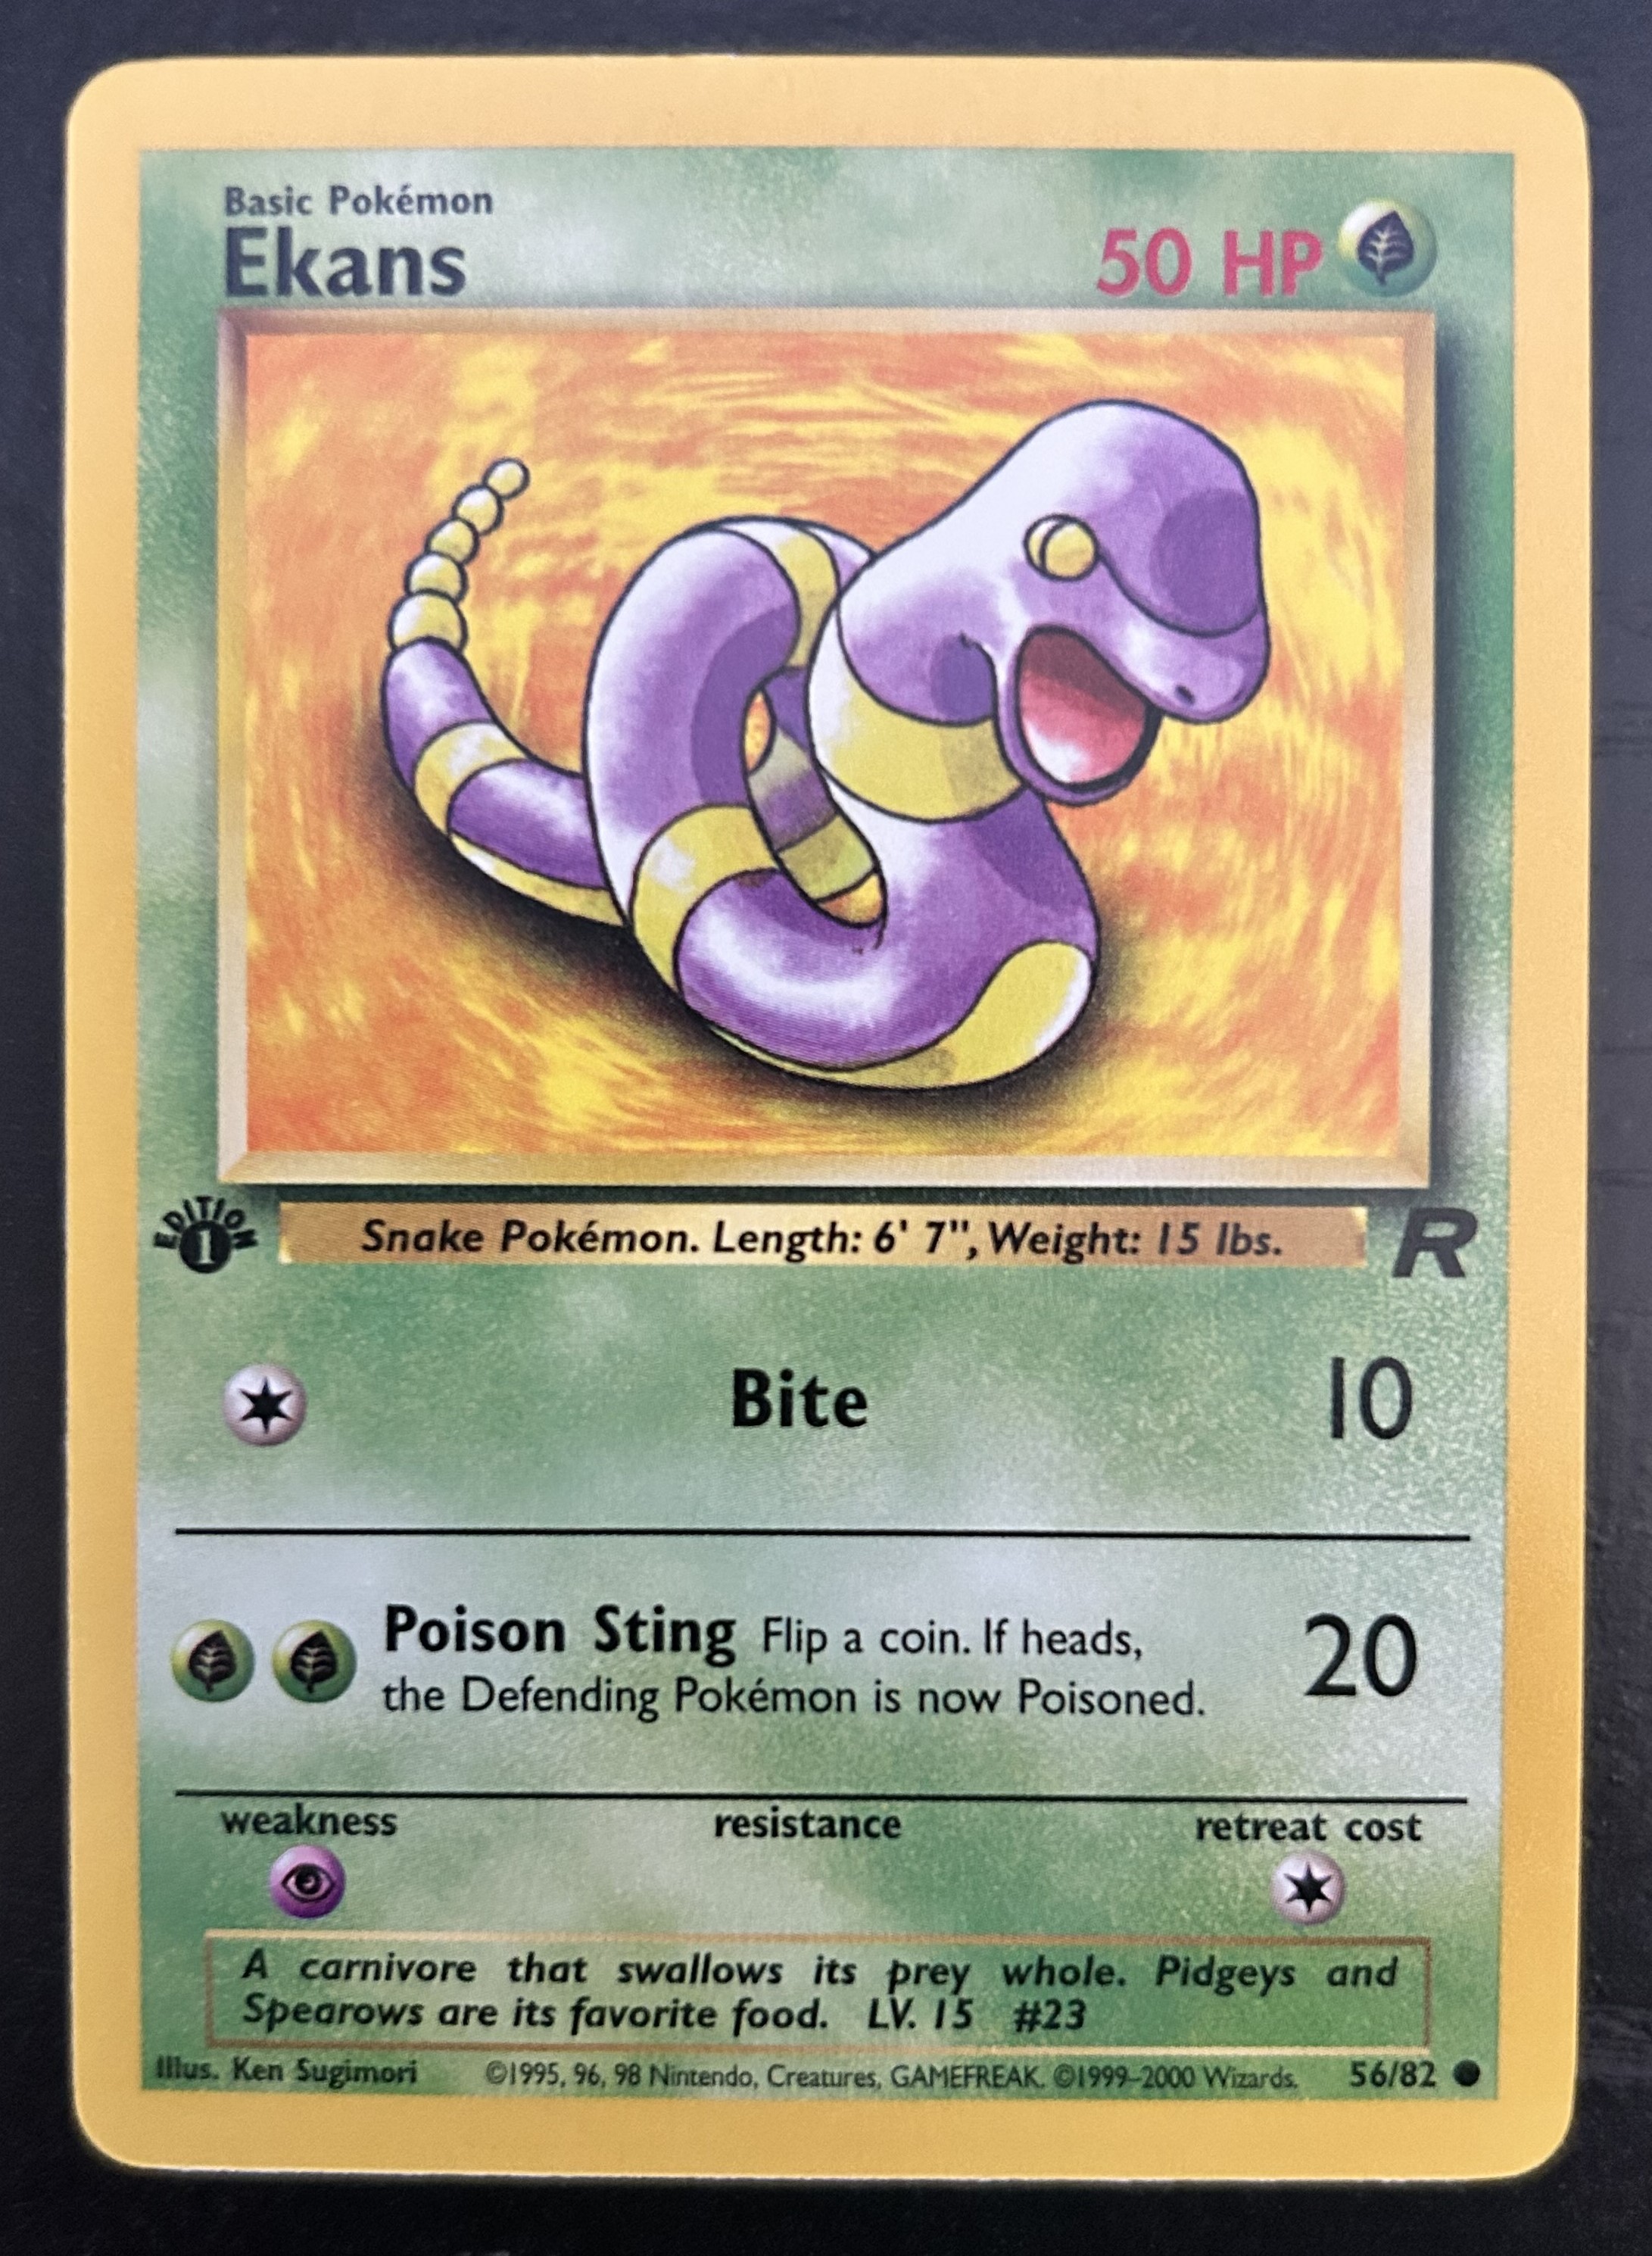 Basic Pokémon
Ekans
50 HP
EDITION
1
Snake Pokémon. Length: 6' 7", Weight: 15 lbs.
R
Bite 10
Poison Sting Flip a coin. If heads,
the Defending Pokémon is now Poisoned.
20
weakness resistance retreat cost
A carnivore that swallows its prey whole. Pidgeys and
Spearows are its favorite food. LV. 15 #23
Illus. Ken Sugimori ©1995, 96, 98 Nintendo, Creatures, GAMEFREAK. ©1999–2000 Wizards. 56/82